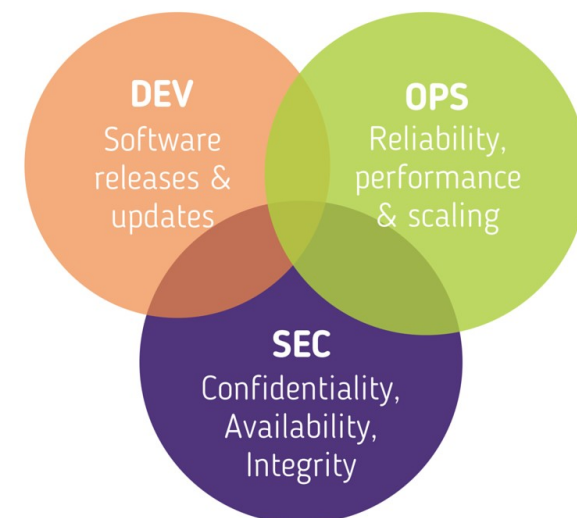 DEV
Software
releases &
updates
OPS
Reliability,
performance
& scaling
SEC
Confidentiality,
Availability,
Integrity